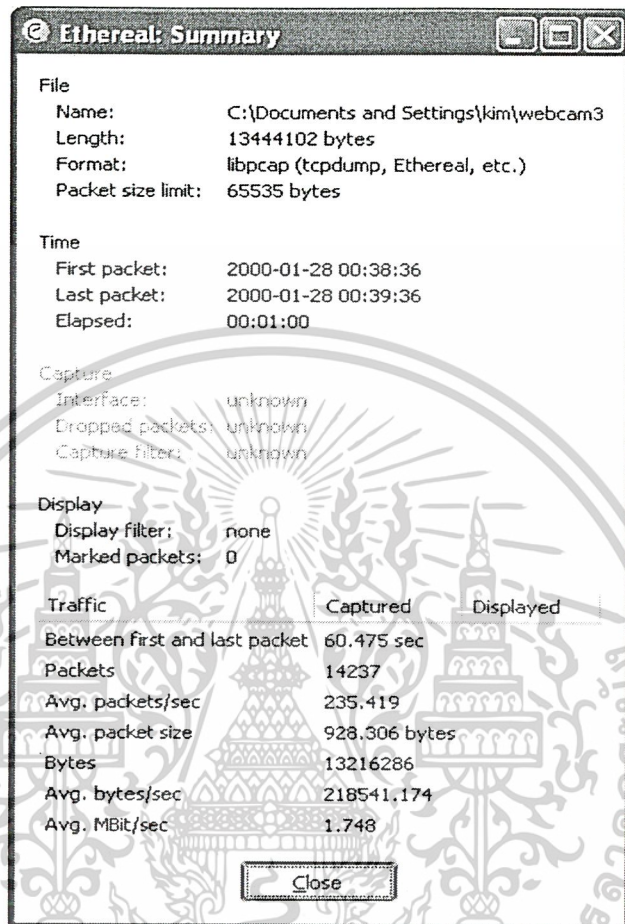 Ethereal: Summary
File
Name: C:\Documents and Settings\kim\webcam3
Length: 13444102 bytes
Format: libpcap (tcpdump, Ethereal, etc.)
Packet size limit: 65535 bytes
Time
First packet: 2000-01-28 00:38:36
Last packet: 2000-01-28 00:39:36
Elapsed: 00:01:00
Capture
Interface: unknown
Dropped packets: unknown
Capture filter: unknown
Display
Display filter: none
Marked packets: 0
Traffic Captured Displayed
Between first and last packet 60.475 sec
Packets 14237
Avg. packets/sec 235.419
Avg. packet size 928.306 bytes
Bytes 13216286
Avg. bytes/sec 218541.174
Avg. MBit/sec 1.748
Close